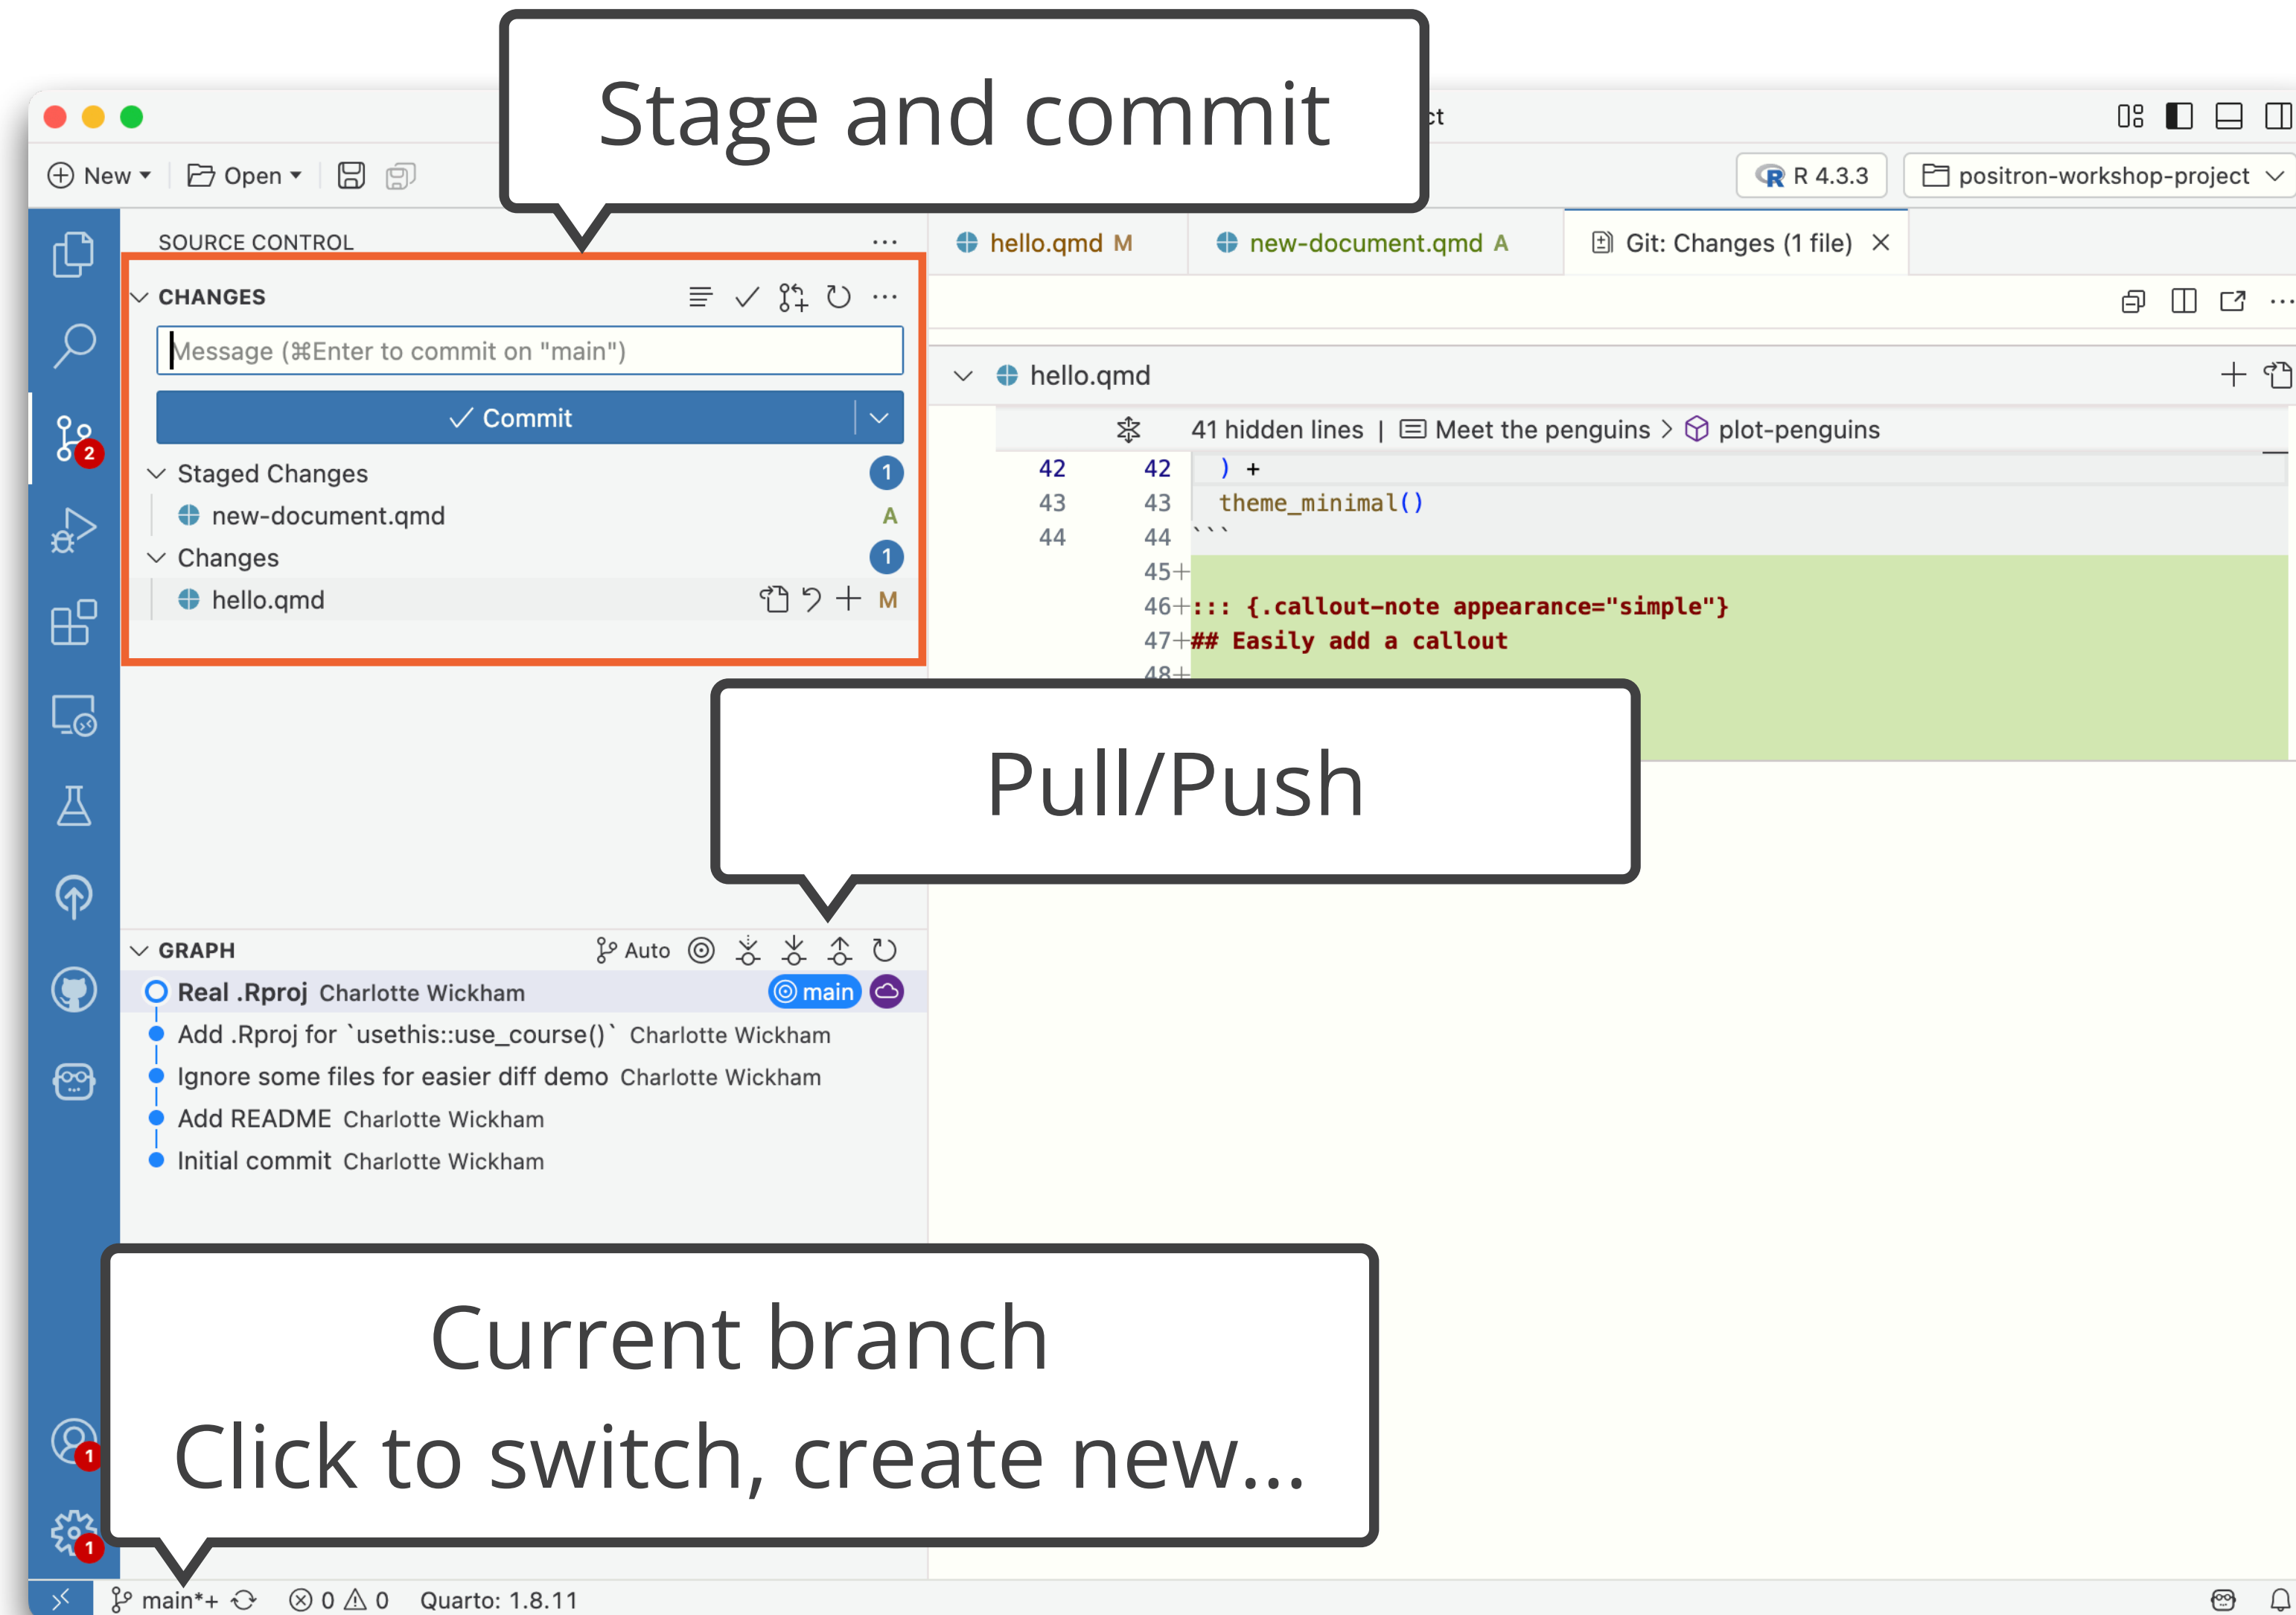 Stage and commit
ct
New
Open
R 4.3.3
positron-workshop-project
SOURCE CONTROL
hello.qmd M
new-document.qmd A
Git: Changes (1 file)
CHANGES
Message (⌘Enter to commit on "main")
Commit
Staged Changes 1
new-document.qmd A
Changes 1
hello.qmd M
2
hello.qmd
41 hidden lines | Meet the penguins > plot-penguins
42 42 ) +
43 43 theme_minimal()
44 44 ```
45+
46+::: {.callout-note appearance="simple"}
47+## Easily add a callout
48+
Pull/Push
GRAPH
Auto
Real .Rproj Charlotte Wickham main
Add .Rproj for `usethis::use_course()` Charlotte Wickham
Ignore some files for easier diff demo Charlotte Wickham
Add README Charlotte Wickham
Initial commit Charlotte Wickham
Current branch
Click to switch, create new...
1
1
main*+ 0 0 Quarto: 1.8.11